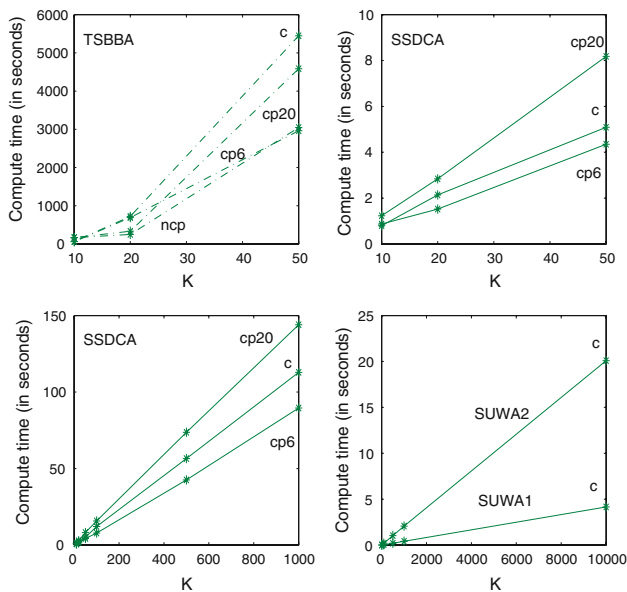 TSBBA
c
cp20
cp6
ncp
6000
5000
4000
3000
2000
1000
0
10 20 30 40 50
K
Compute time (in seconds)
SSDCA
cp20
c
cp6
8
6
4
2
0
10 20 30 40 50
K
Compute time (in seconds)
SSDCA
cp20
c
cp6
150
100
50
0
0 200 400 600 800 1000
K
Compute time (in seconds)
c
SUWA2
SUWA1
c
25
20
15
10
5
0
0 2000 4000 6000 8000 10000
K
Compute time (in seconds)